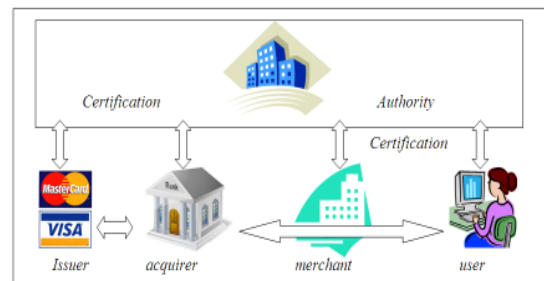 Certification Authority
Certification
MasterCard
Bank
VISA
Issuer acquirer merchant user